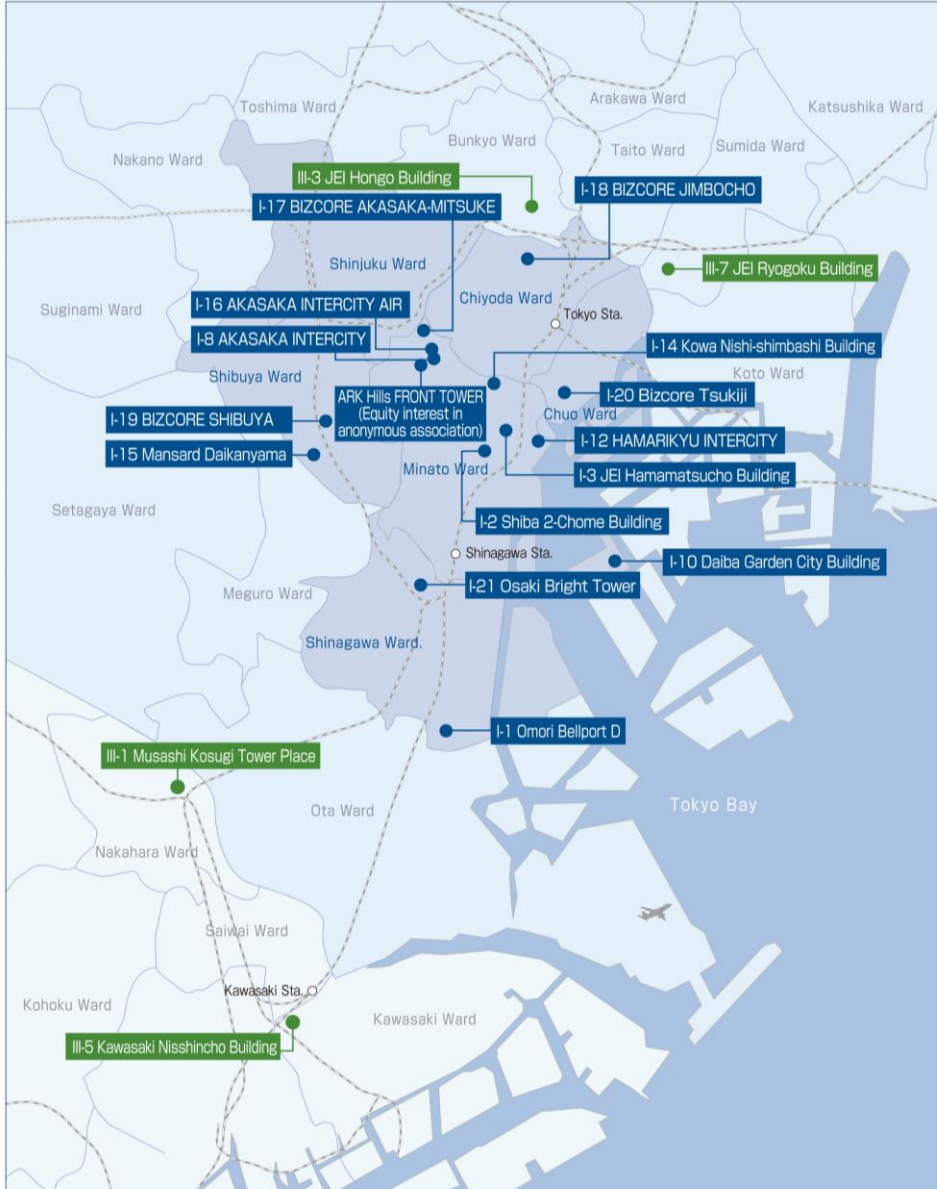 Toshima Ward
Arakawa Ward
Katsushika Ward
Nakano Ward
Bunkyo Ward
Taito Ward
Sumida Ward
III-3 JEI Hongo Building
I-18 BIZCORE JIMBOCHO
I-17 BIZCORE AKASAKA-MITSUKE
Shinjuku Ward
III-7 JEI Ryogoku Building
Suginami Ward
I-16 AKASAKA INTERCITY AIR
Chiyoda Ward
Tokyo Sta.
I-8 AKASAKA INTERCITY
I-14 Kowa Nishi-shimbashi Building
Shibuya Ward
Koto Ward
ARK Hills FRONT TOWER
(Equity interest in
anonymous association)
I-20 Bizcore Tsukiji
Chuo Ward
I-19 BIZCORE SHIBUYA
I-12 HAMARIKYU INTERCITY
I-15 Mansard Daikanyama
Minato Ward
I-3 JEI Hamamatsucho Building
Setagaya Ward
I-2 Shiba 2-Chome Building
Shinagawa Sta.
I-10 Daiba Garden City Building
I-21 Osaki Bright Tower
Meguro Ward
Shinagawa Ward.
I-1 Omori Bellport D
III-1 Musashi Kosugi Tower Place
Tokyo Bay
Ota Ward
Nakahara Ward
Saiwai Ward
Kawasaki Sta.
Kohoku Ward
Kawasaki Ward
III-5 Kawasaki Nisshincho Building